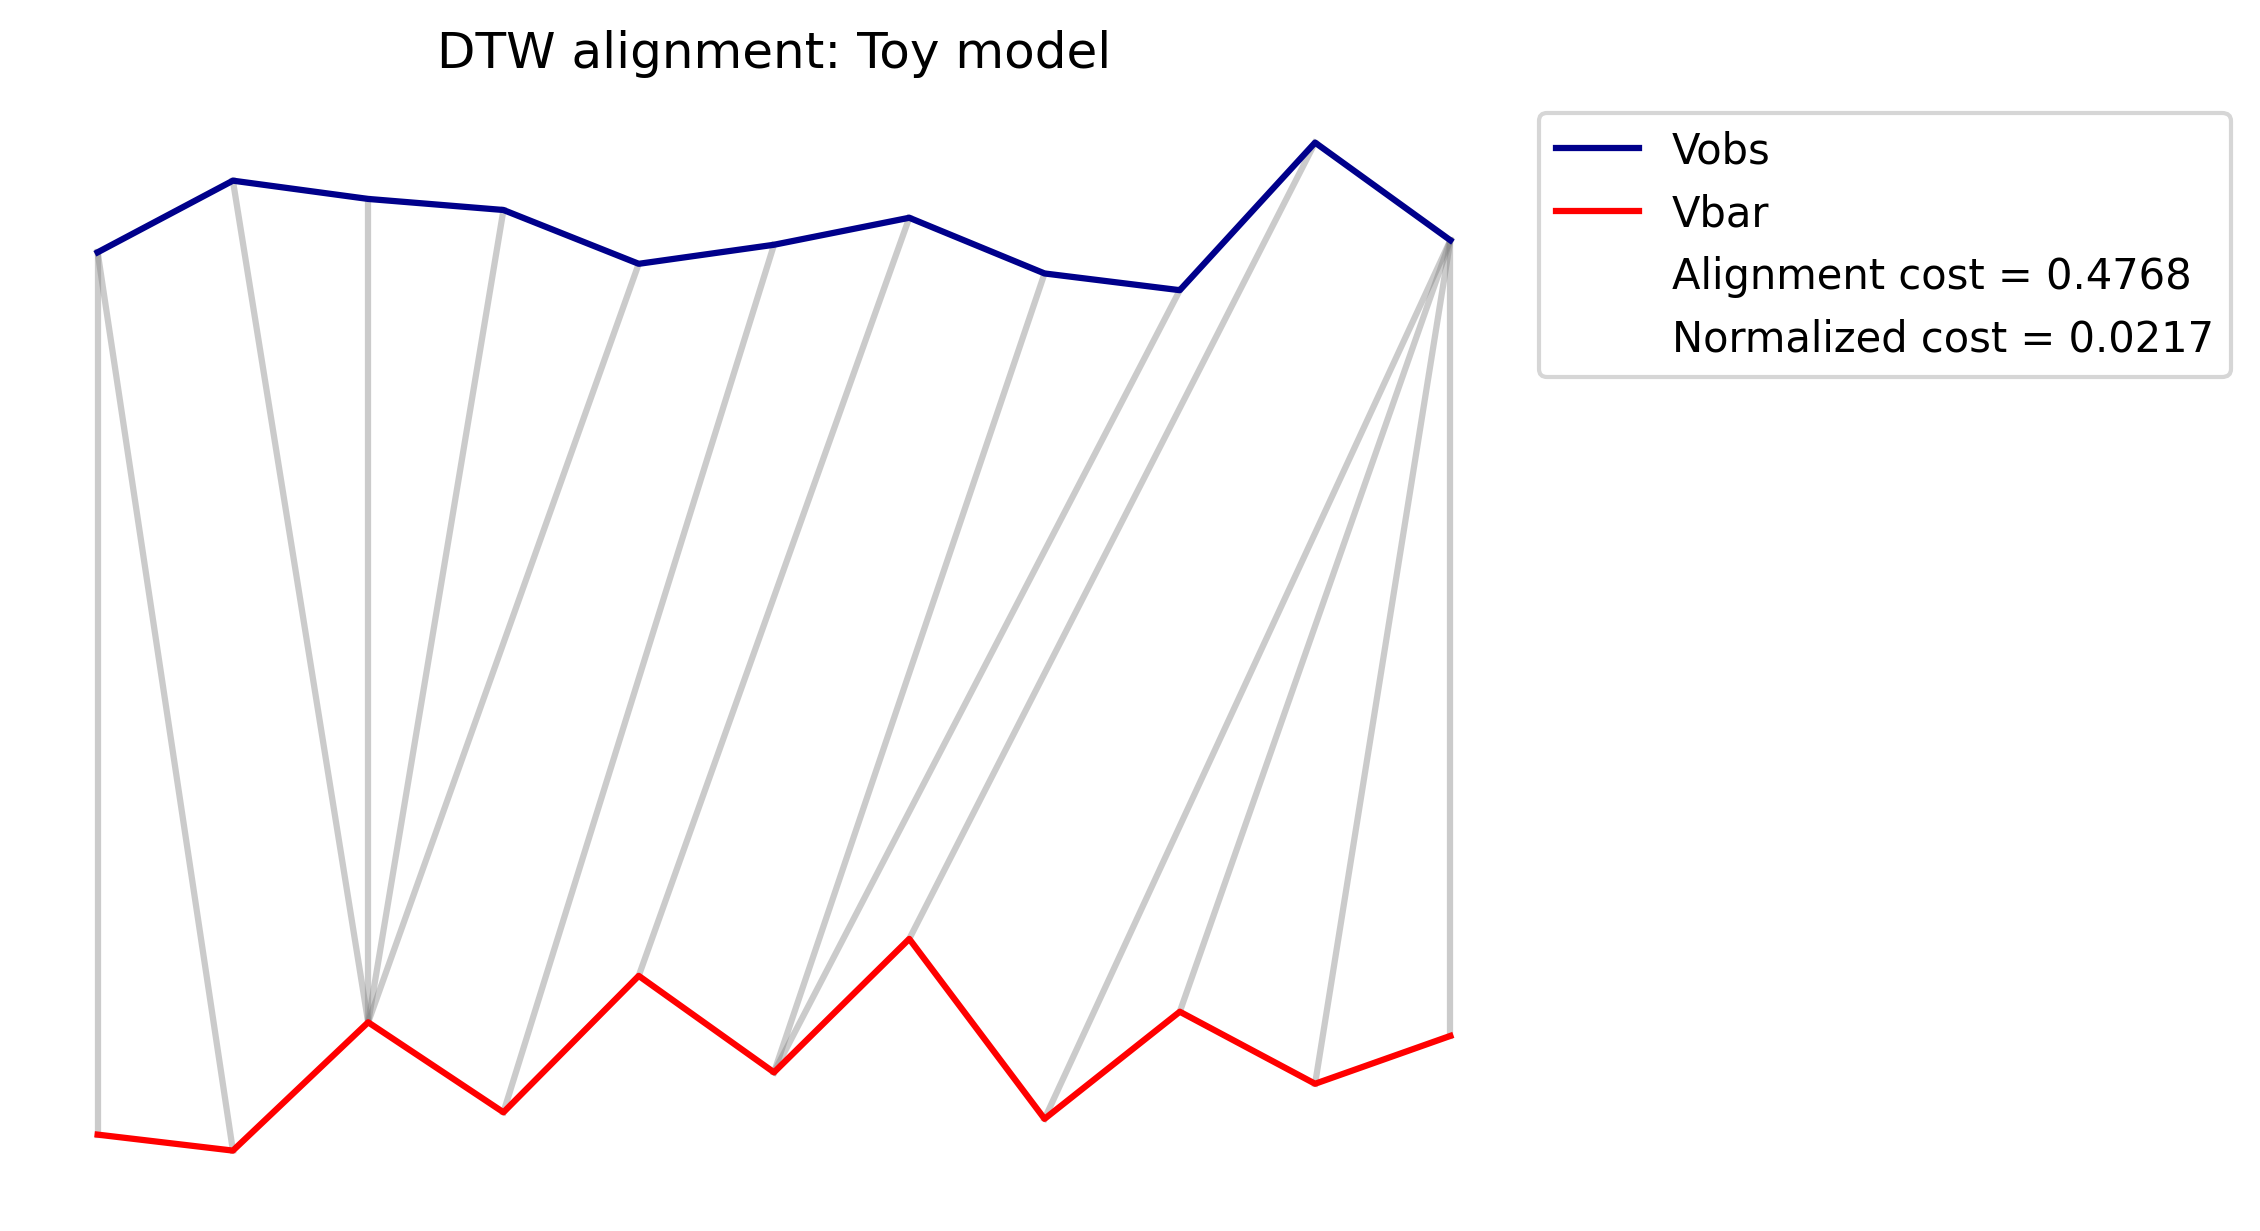 DTW alignment: Toy model
Vobs
Vbar
Alignment cost = 0.4768
Normalized cost = 0.0217